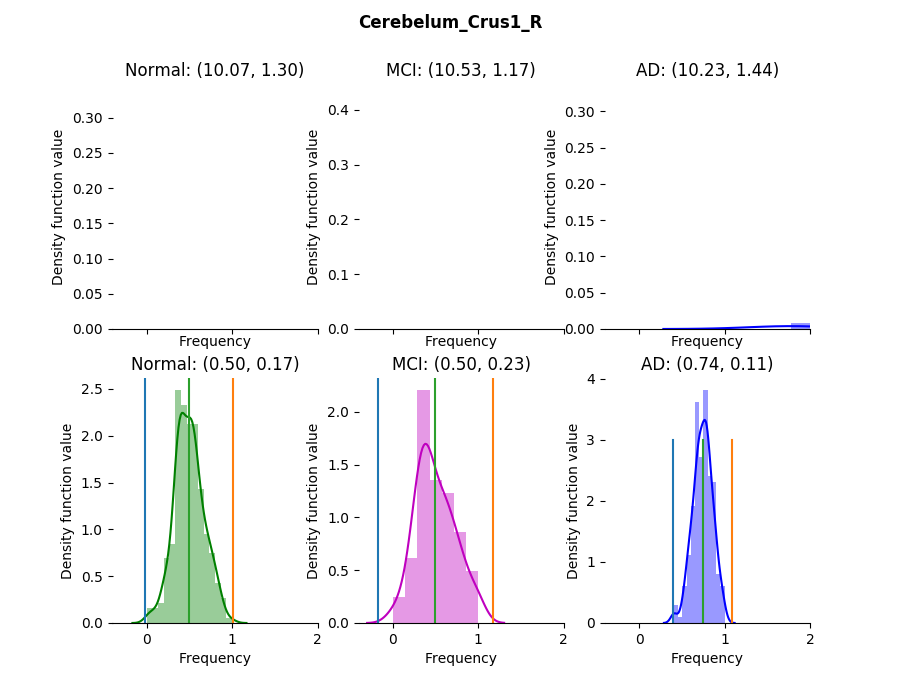 Cerebelum_Crus1_R
Normal: (10.07, 1.30)
MCI: (10.53, 1.17)
AD: (10.23, 1.44)
Density function value
0.30
0.25
0.20
0.15
0.10
0.05
0.00
Frequency
Density function value
0.4
0.3
0.2
0.1
0.0
Frequency
Density function value
0.30
0.25
0.20
0.15
0.10
0.05
0.00
Frequency
Normal: (0.50, 0.17)
MCI: (0.50, 0.23)
AD: (0.74, 0.11)
Density function value
2.5
2.0
1.5
1.0
0.5
0.0
0 1 2
Frequency
Density function value
2.0
1.5
1.0
0.5
0.0
0 1 2
Frequency
Density function value
4
3
2
1
0
0 1 2
Frequency